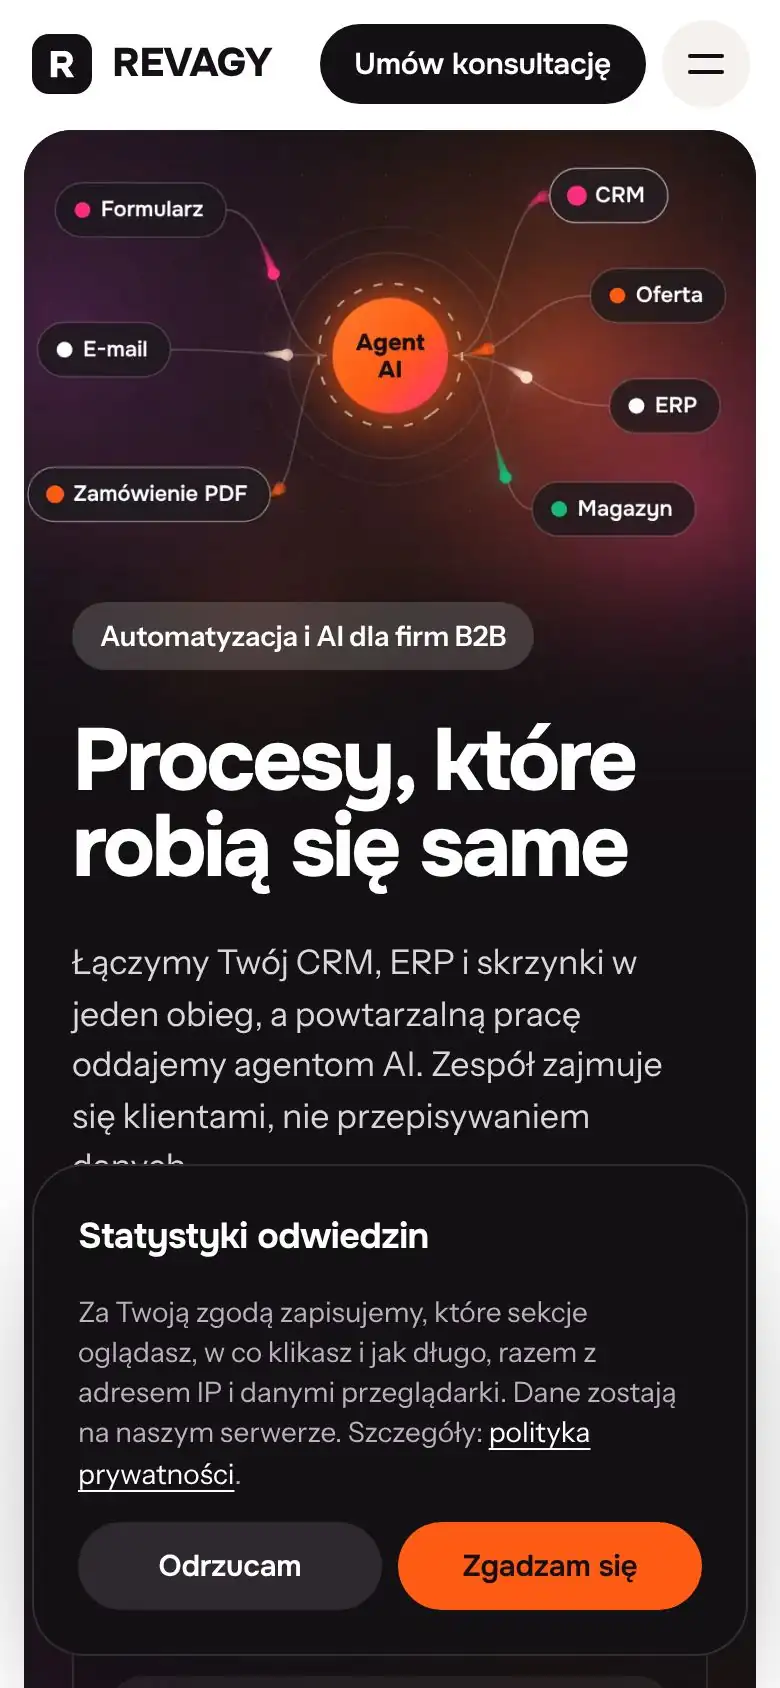 R REVAGY
Umów konsultację
Formularz
CRM
Oferta
Agent
AI
E-mail
ERP
Zamówienie PDF
Magazyn
Automatyzacja i AI dla firm B2B
Procesy, które
robią się same
Łączymy Twój CRM, ERP i skrzynki w
jeden obieg, a powtarzalną pracę
oddajemy agentom AI. Zespół zajmuje
się klientami, nie przepisywaniem
danych.
Statystyki odwiedzin
Za Twoją zgodą zapisujemy, które sekcje
oglądasz, w co klikasz i jak długo, razem z
adresem IP i danymi przeglądarki. Dane zostają
na naszym serwerze. Szczegóły: polityka
prywatności.
Odrzucam
Zgadzam się